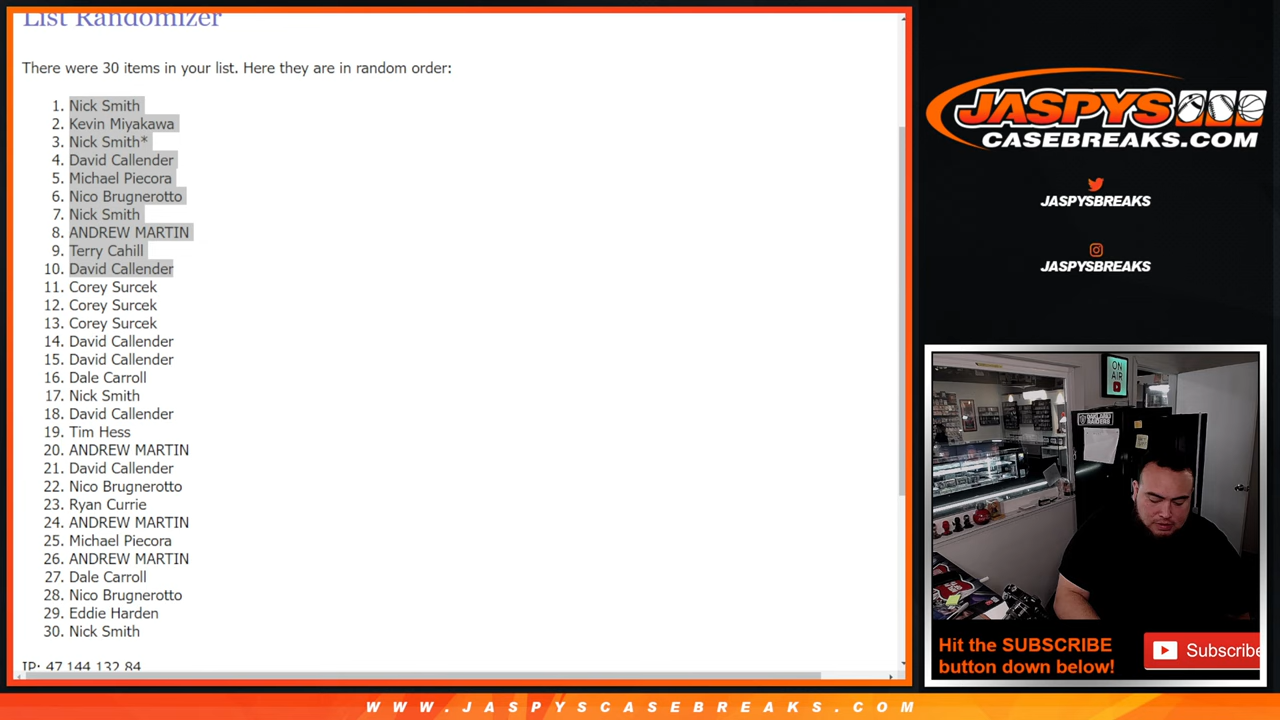 List Randomizer
There were 30 items in your list. Here they are in random order:
1. Nick Smith
2. Kevin Miyakawa
3. Nick Smith*
4. David Callender
5. Michael Piecora
6. Nico Brugnerotto
7. Nick Smith
8. ANDREW MARTIN
9. Terry Cahill
10. David Callender
11. Corey Surcek
12. Corey Surcek
13. Corey Surcek
14. David Callender
15. David Callender
16. Dale Carroll
17. Nick Smith
18. David Callender
19. Tim Hess
20. ANDREW MARTIN
21. David Callender
22. Nico Brugnerotto
23. Ryan Currie
24. ANDREW MARTIN
25. Michael Piecora
26. ANDREW MARTIN
27. Dale Carroll
28. Nico Brugnerotto
29. Eddie Harden
30. Nick Smith
IP: 47.144.132.84
JASPYS
CASEBREAKS.COM
JASPYSBREAKS
JASPYSBREAKS
ON
AIR
Hit the SUBSCRIBE
button down below!
Subscribe
WWW.JASPYSCASEBREAKS.COM